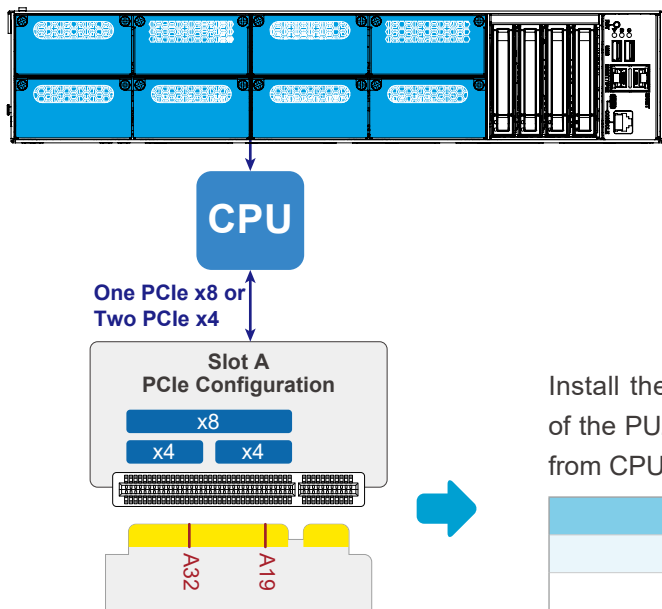 CPU
One PCIe x8 or
Two PCIe x4
Slot A
PCIe Configuration
x8
x4 x4
A32 A19
Install the
of the PU
from CPU